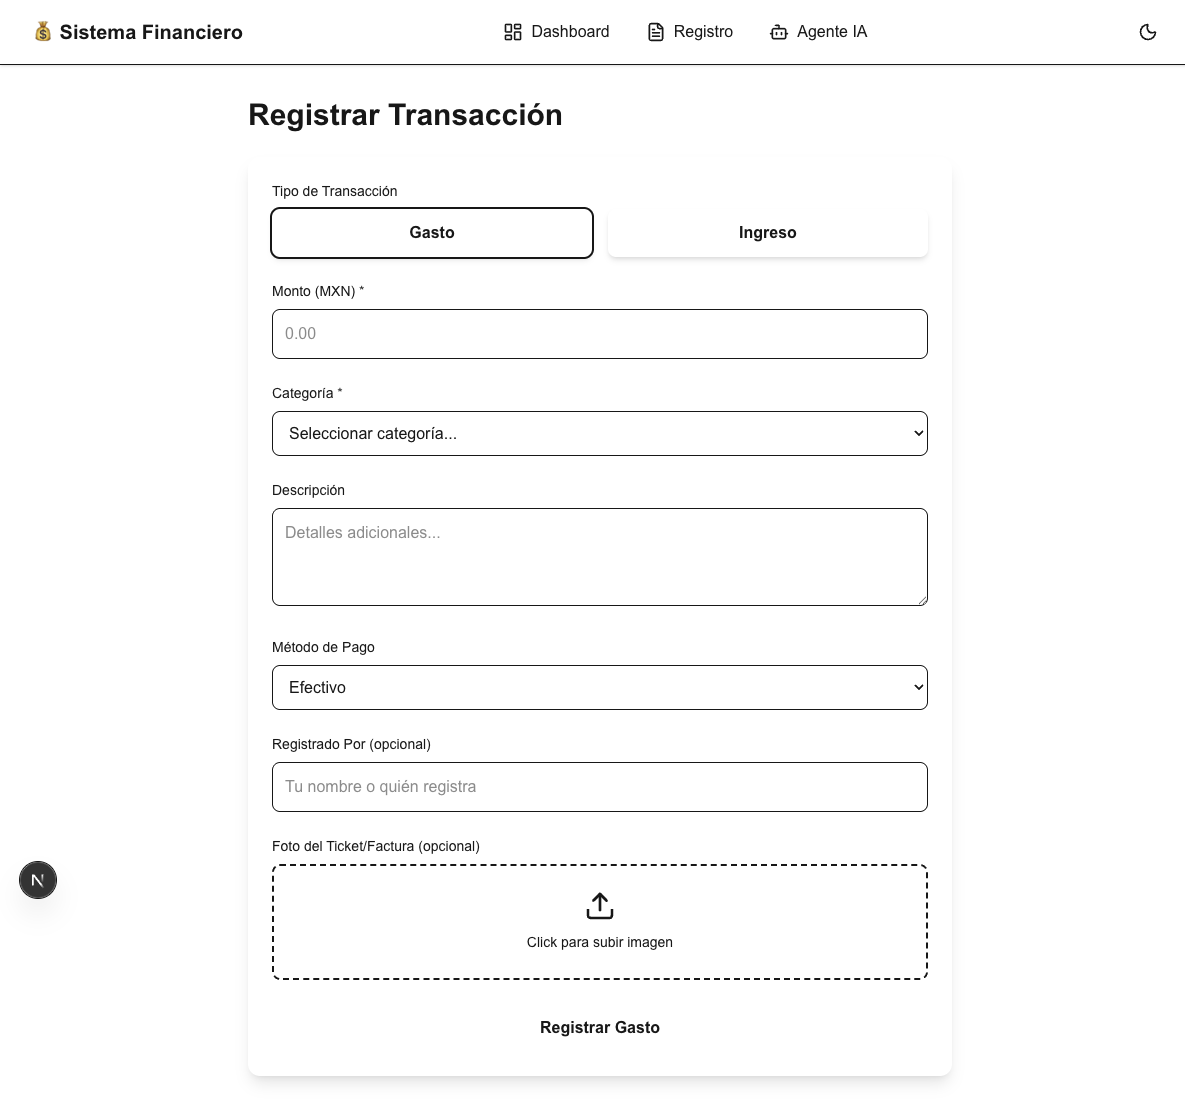 Sistema Financiero
Dashboard
Registro
Agente IA
Registrar Transacción
Tipo de Transacción
Gasto
Ingreso
Monto (MXN) *
0.00
Categoría *
Seleccionar categoría...
Descripción
Detalles adicionales...
Método de Pago
Efectivo
Registrado Por (opcional)
Tu nombre o quién registra
Foto del Ticket/Factura (opcional)
N
Click para subir imagen
Registrar Gasto